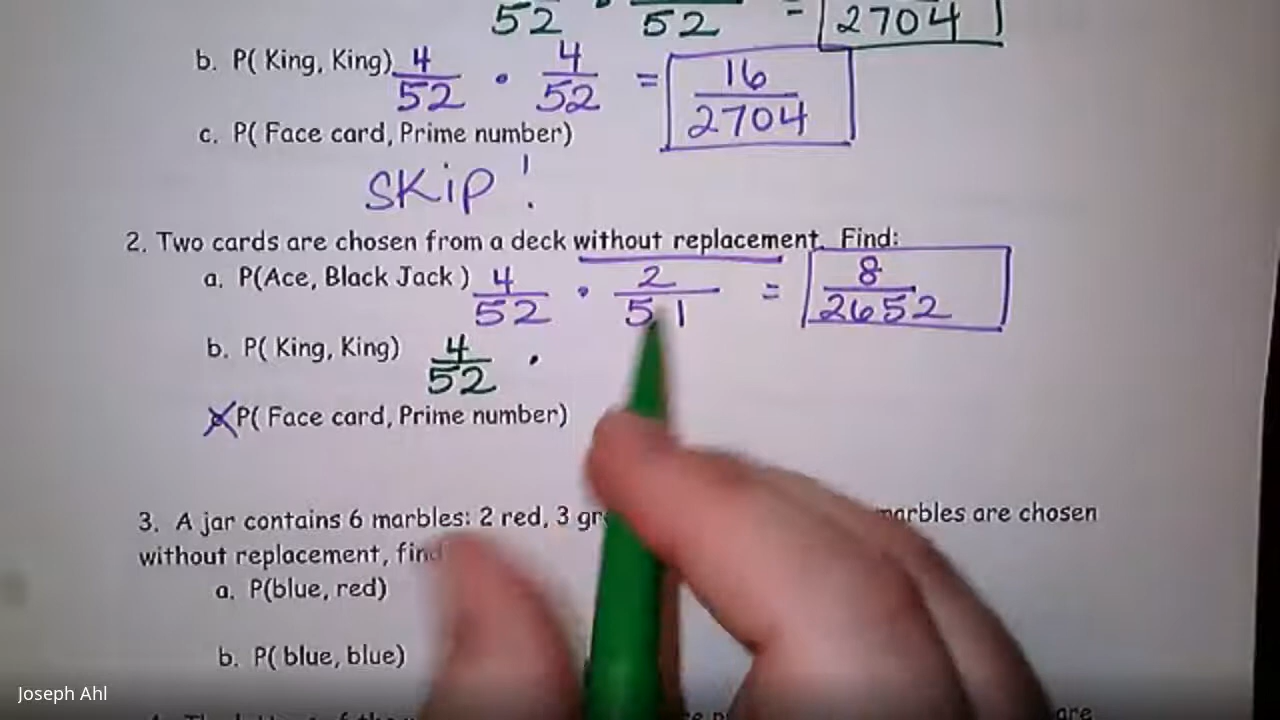 52 · 52 = 2704
b. P( King, King) 4/52 · 4/52 = 16/2704
c. P( Face card, Prime number)
SKiP !
2. Two cards are chosen from a deck without replacement. Find:
a. P(Ace, Black Jack ) 4/52 · 2/51 = 8/2652
b. P( King, King) 4/52 ·
P( Face card, Prime number)
3. A jar contains 6 marbles: 2 red, 3 marbles are chosen
without replacement,
a. P(blue, red)
b. P( blue, blue)
Joseph Ahl